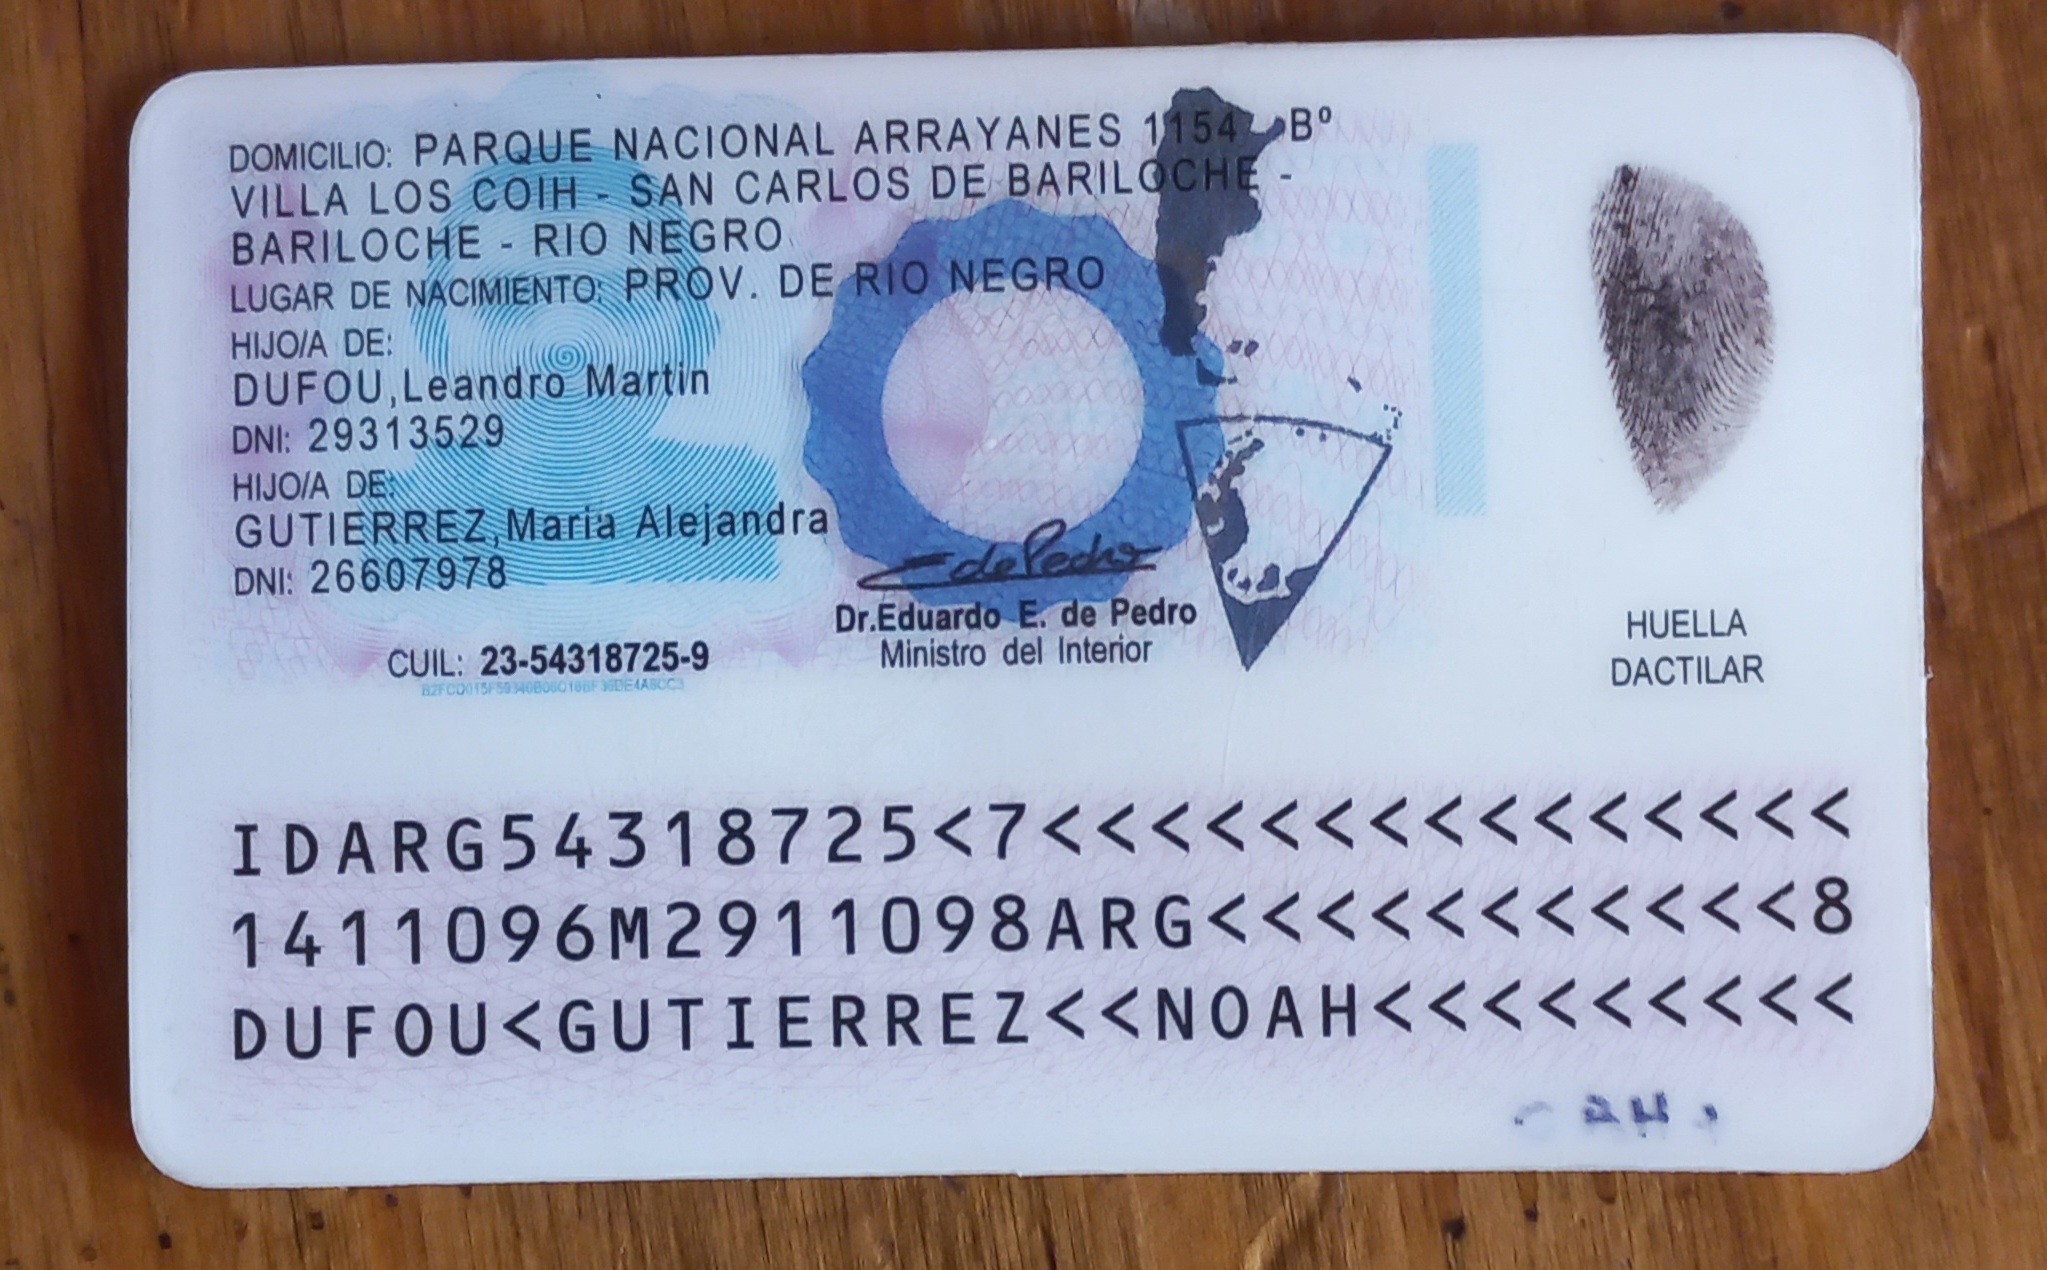 DOMICILIO: PARQUE NACIONAL ARRAYANES 1154 Bº
VILLA LOS COIH - SAN CARLOS DE BARILOCHE -
BARILOCHE - RIO NEGRO
LUGAR DE NACIMIENTO: PROV. DE RIO NEGRO
HIJO/A DE:
DUFOU,Leandro Martin
DNI: 29313529
HIJO/A DE:
GUTIERREZ,Maria Alejandra
DNI: 26607978
CUIL: 23-54318725-9
E de Pedro
Dr.Eduardo E. de Pedro
Ministro del Interior
HUELLA
DACTILAR
IDARG54318725<7<<<<<<<<<<<<<<<
1411096M2911098ARG<<<<<<<<<<<8
DUFOU<GUTIERREZ<<NOAH<<<<<<<<<